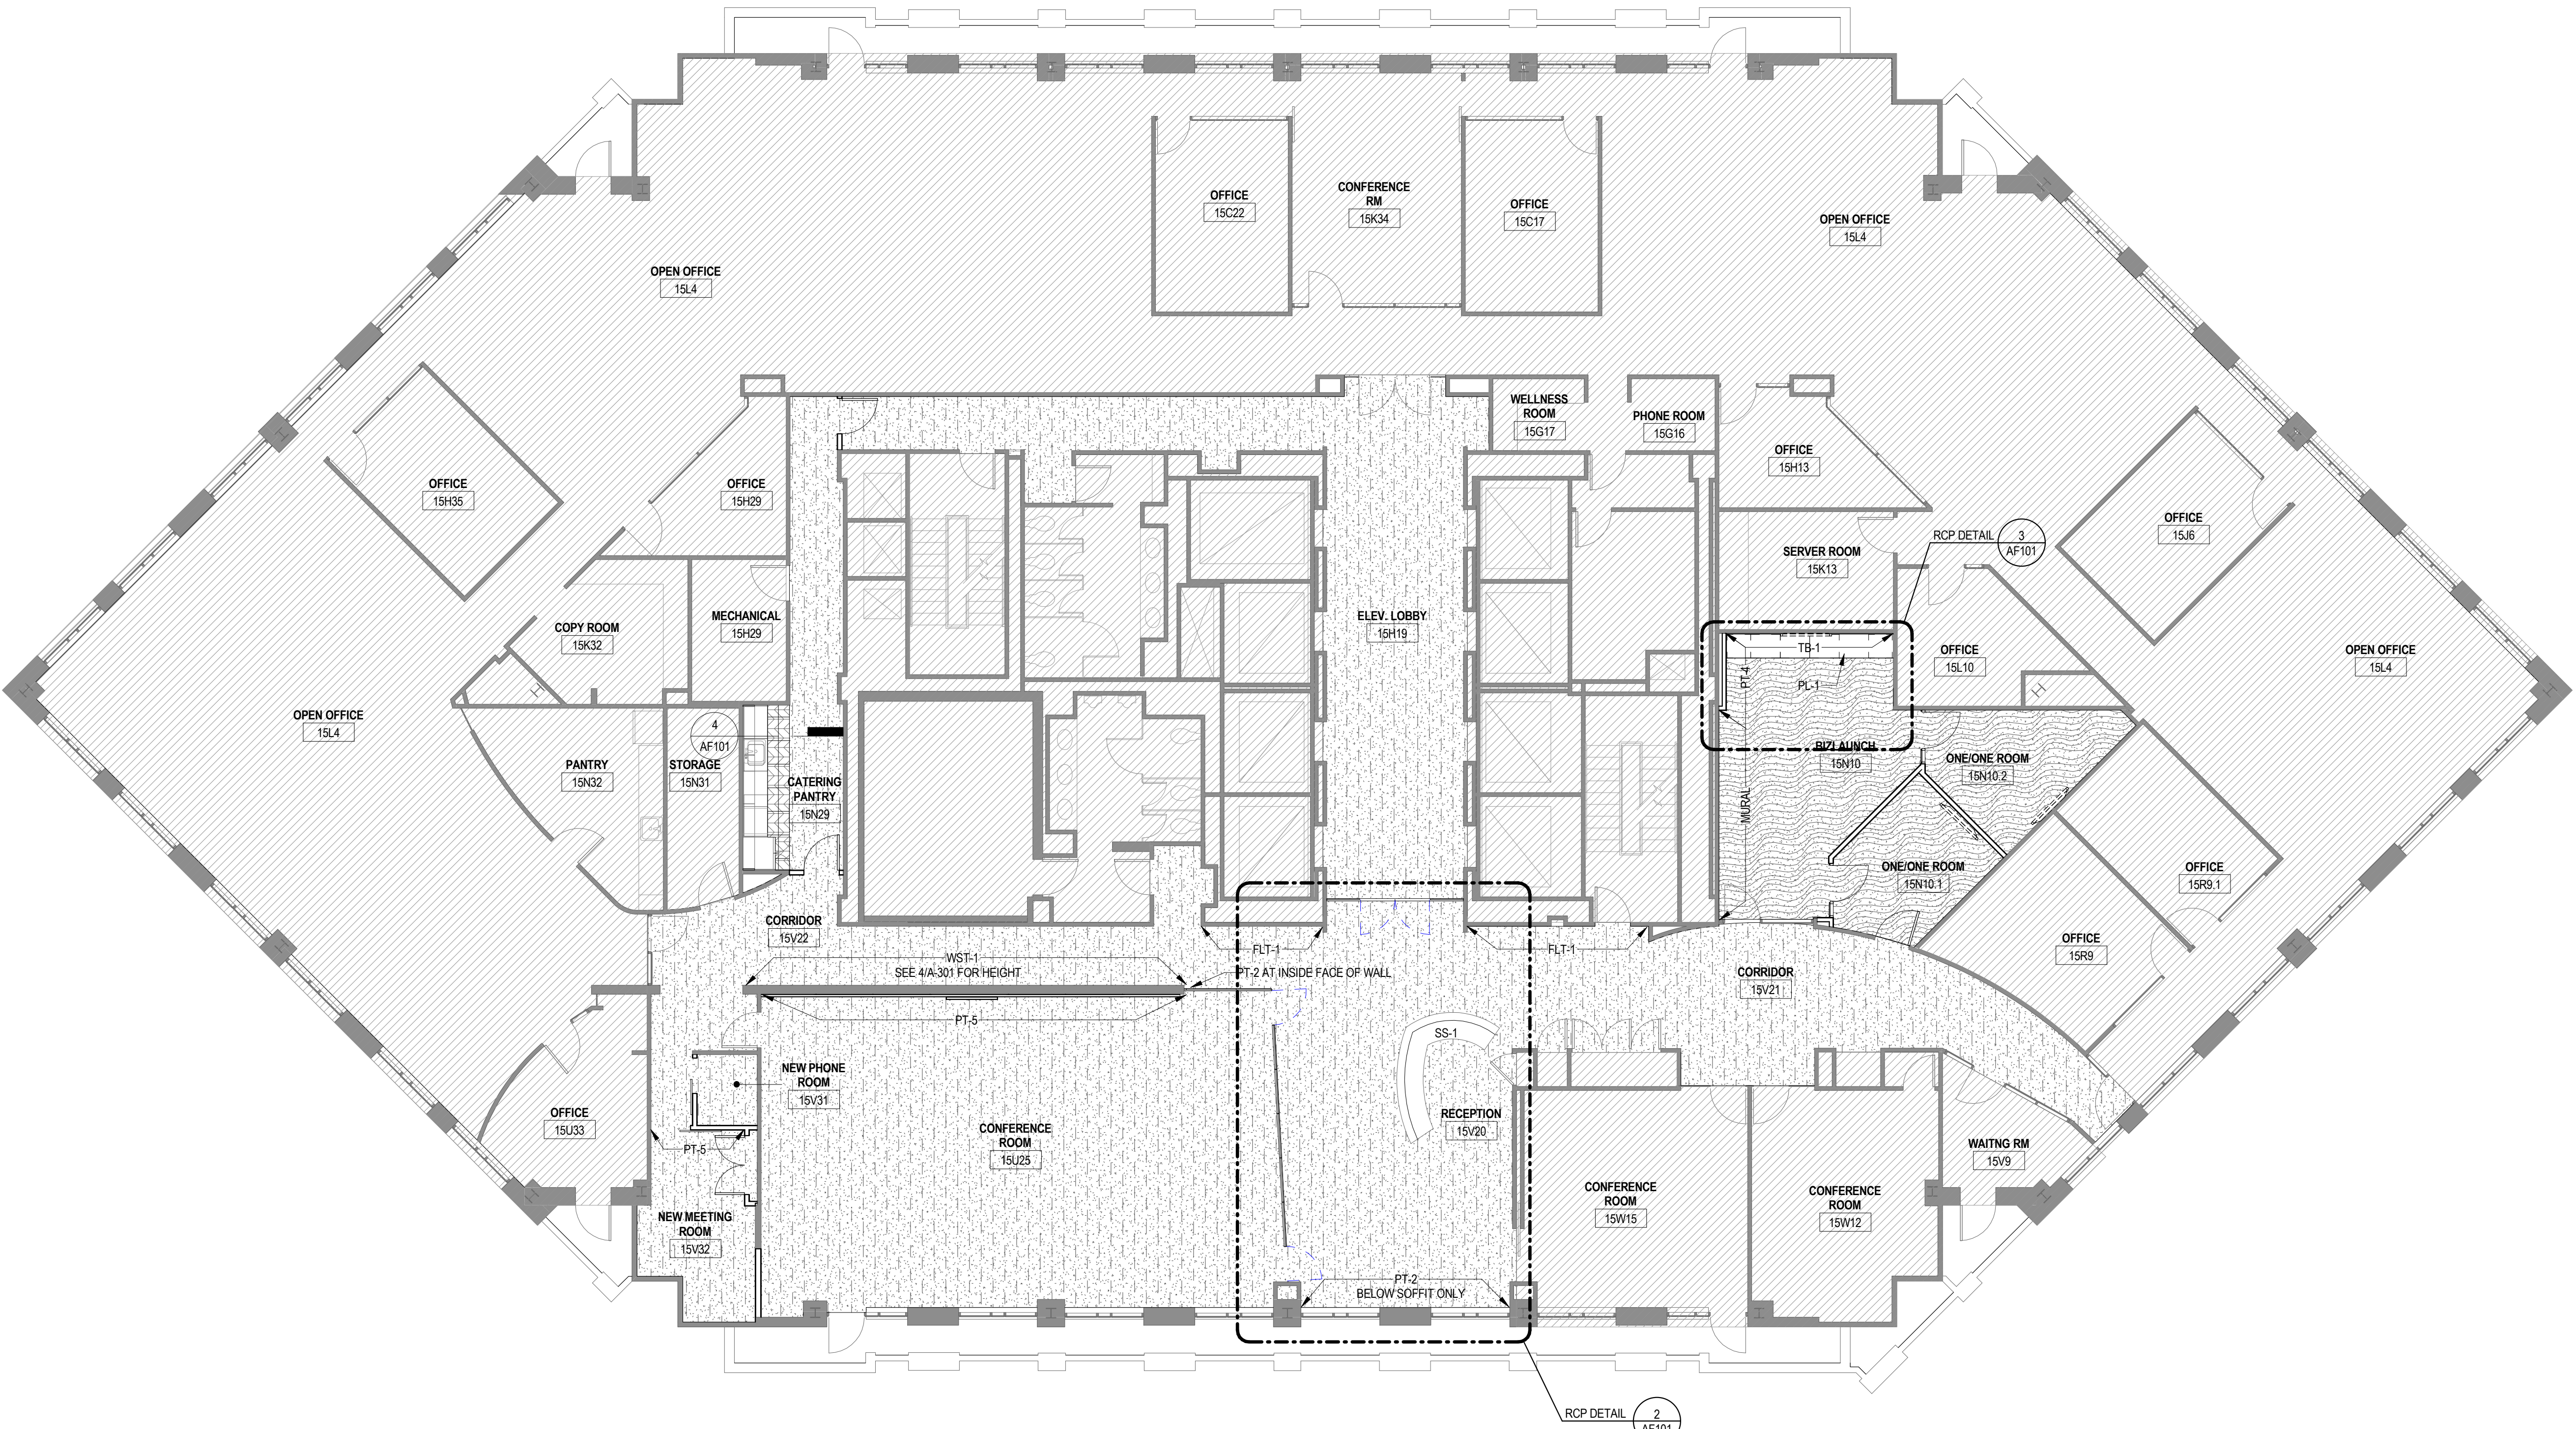 OFFICE
15C22
CONFERENCE
RM
15K34
OFFICE
15C17
OPEN OFFICE
15L4
OPEN OFFICE
15L4
WELLNESS
ROOM
15G17
PHONE ROOM
15G16
OFFICE
15H13
OFFICE
15H35
OFFICE
15H29
OFFICE
15J6
RCP DETAIL
3
AF101
SERVER ROOM
15K13
MECHANICAL
15H29
COPY ROOM
15K32
ELEV. LOBBY
15H19
TB-1
PT-4
PL-1
OFFICE
15L10
OPEN OFFICE
15L4
OPEN OFFICE
15L4
4
AF101
PANTRY
15N32
STORAGE
15N31
CATERING
PANTRY
15N29
BIZLAUNCH
15N10
ONE/ONE ROOM
15N10.2
MURAL
ONE/ONE ROOM
15N10.1
OFFICE
15R9.1
CORRIDOR
15V22
OFFICE
15R9
FLT-1
FLT-1
WST-1
SEE 4/A-301 FOR HEIGHT
PT-2 AT INSIDE FACE OF WALL
CORRIDOR
15V21
PT-5
SS-1
NEW PHONE
ROOM
15V31
OFFICE
15U33
PT-5
CONFERENCE
ROOM
15U25
RECEPTION
15V20
WAITNG RM
15V9
CONFERENCE
ROOM
15W15
CONFERENCE
ROOM
15W12
NEW MEETING
ROOM
15V32
PT-2
BELOW SOFFIT ONLY
RCP DETAIL
2
AF101